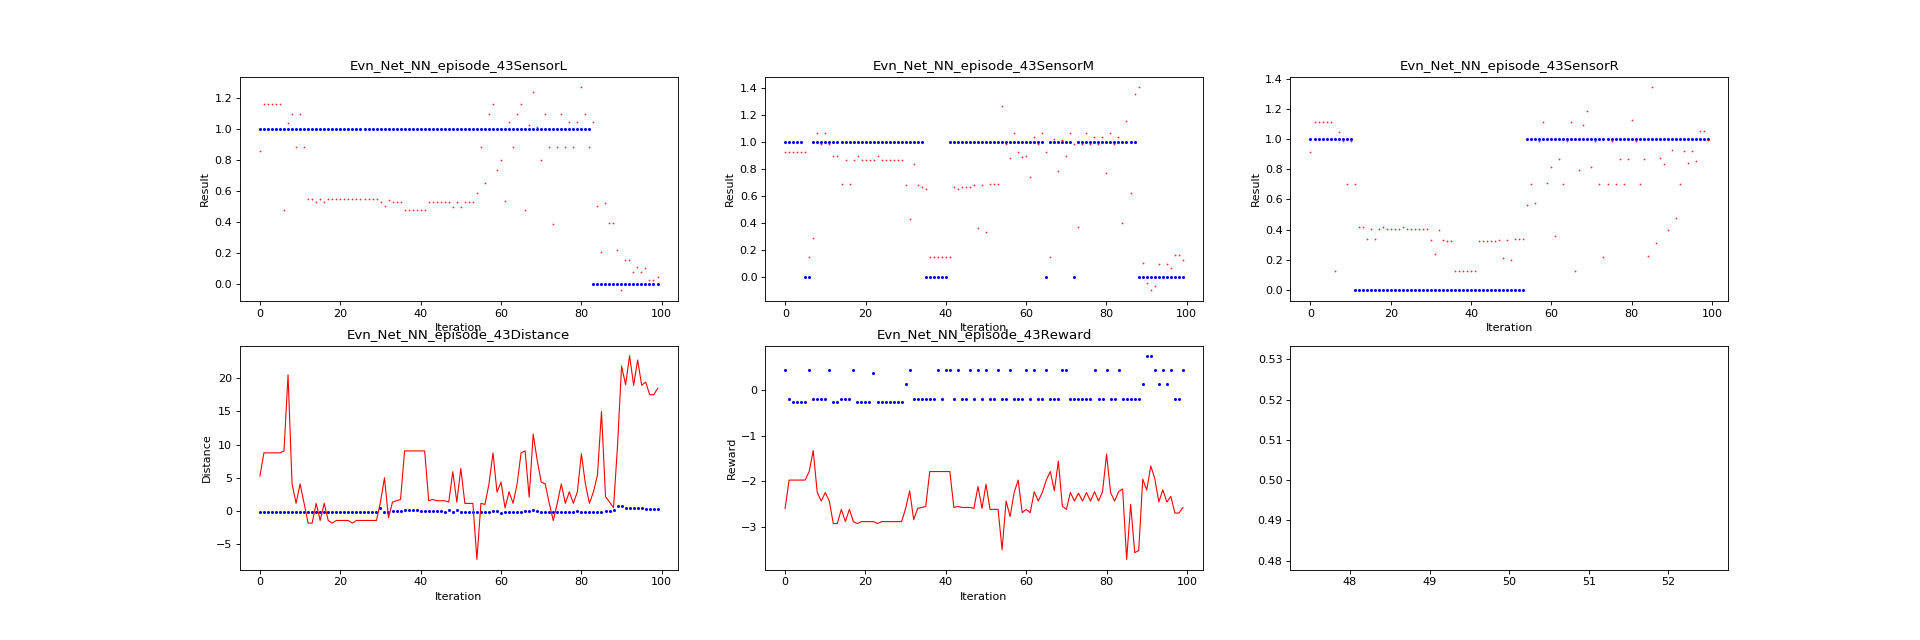 Evn_Net_NN_episode_43SensorL
1.2
1.0
0.8
0.6
0.4
0.2
0.0
Result
0 20 40 60 80 100
Iteration
Evn_Net_NN_episode_43SensorM
1.4
1.2
1.0
0.8
0.6
0.4
0.2
0.0
Result
0 20 40 60 80 100
Iteration
Evn_Net_NN_episode_43SensorR
1.4
1.2
1.0
0.8
0.6
0.4
0.2
0.0
Result
0 20 40 60 80 100
Iteration
Evn_Net_NN_episode_43Distance
20
15
10
5
0
−5
Distance
0 20 40 60 80 100
Iteration
Evn_Net_NN_episode_43Reward
0
−1
−2
−3
Reward
0 20 40 60 80 100
Iteration
0.53
0.52
0.51
0.50
0.49
0.48
48 49 50 51 52